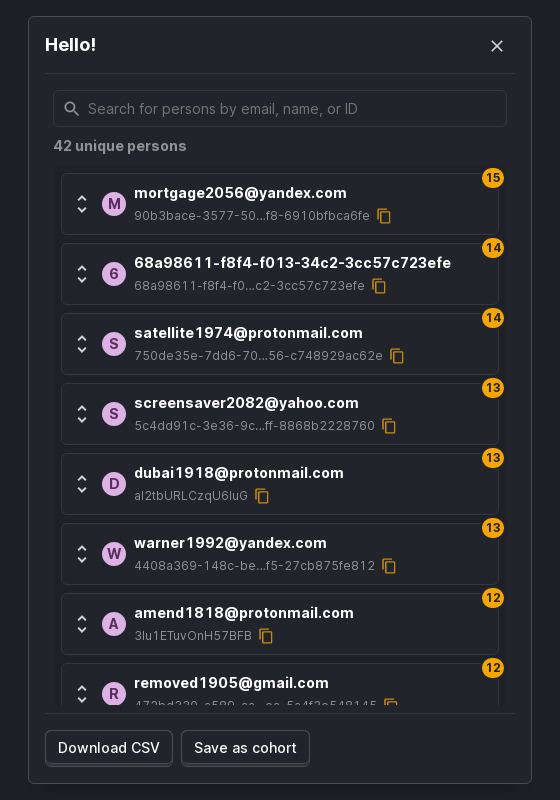 Hello!
Search for persons by email, name, or ID
42 unique persons
15
M
mortgage2056@yandex.com
90b3bace-3577-50...f8-6910bfbca6fe
14
6
68a98611-f8f4-f013-34c2-3cc57c723efe
68a98611-f8f4-f0...c2-3cc57c723efe
14
S
satellite1974@protonmail.com
750de35e-7dd6-70...56-c748929ac62e
13
S
screensaver2082@yahoo.com
5c4dd91c-3e36-9c...ff-8868b2228760
13
D
dubai1918@protonmail.com
al2tbURLCzqU6luG
13
W
warner1992@yandex.com
4408a369-148c-be...f5-27cb875fe812
12
A
amend1818@protonmail.com
3lu1ETuvOnH57BFB
12
R
removed1905@gmail.com
Download CSV
Save as cohort